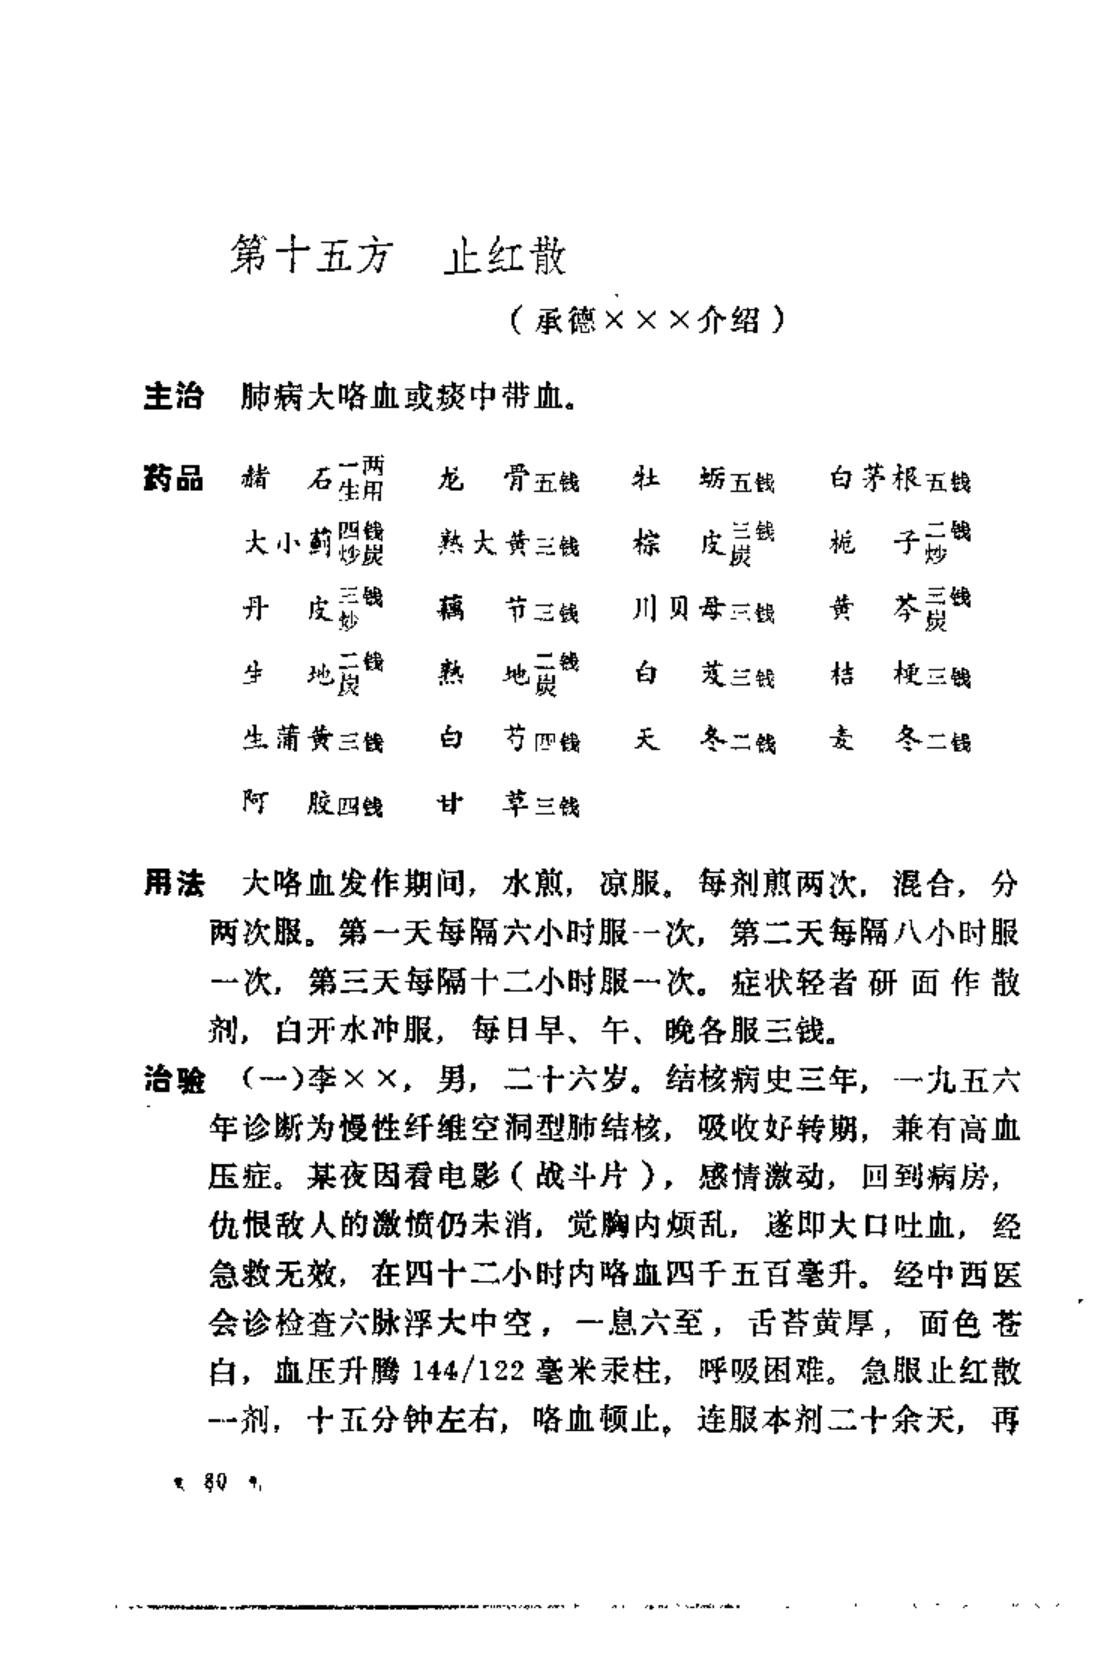 第十五方 止红散
（承德×××介绍）
主治 肺病大咯血或痰中带血。
药品 赭石一两生用 龙骨五钱 牡蛎五钱 白茅根五钱
大小蓟四钱炒炭 熟大黄三钱 棕皮三钱炭 栀子二钱炒
丹皮三钱炒 藕节三钱 川贝母三钱 黄芩三钱炭
生地二钱炭 熟地二钱炭 白芨三钱 桔梗三钱
生蒲黄三钱 白芍四钱 天冬二钱 麦冬二钱
阿胶四钱 甘草三钱
用法 大咯血发作期间，水煎，凉服。每剂煎两次，混合，分
两次服。第一天每隔六小时服一次，第二天每隔八小时服
一次，第三天每隔十二小时服一次。症状轻者研面作散
剂，白开水冲服，每日早、午、晚各服三钱。
治验 （一）李××，男，二十六岁。结核病史三年，一九五六
年诊断为慢性纤维空洞型肺结核，吸收好转期，兼有高血
压症。某夜因看电影（战斗片），感情激动，回到病房，
仇恨敌人的激愤仍未消，觉胸内烦乱，遂即大口吐血，经
急救无效，在四十二小时内咯血四千五百毫升。经中西医
会诊检查六脉浮大中空，一息六至，舌苔黄厚，面色苍
白，血压升腾144/122毫米汞柱，呼吸困难。急服止红散
一剂，十五分钟左右，咯血顿止。连服本剂二十余天，再
80